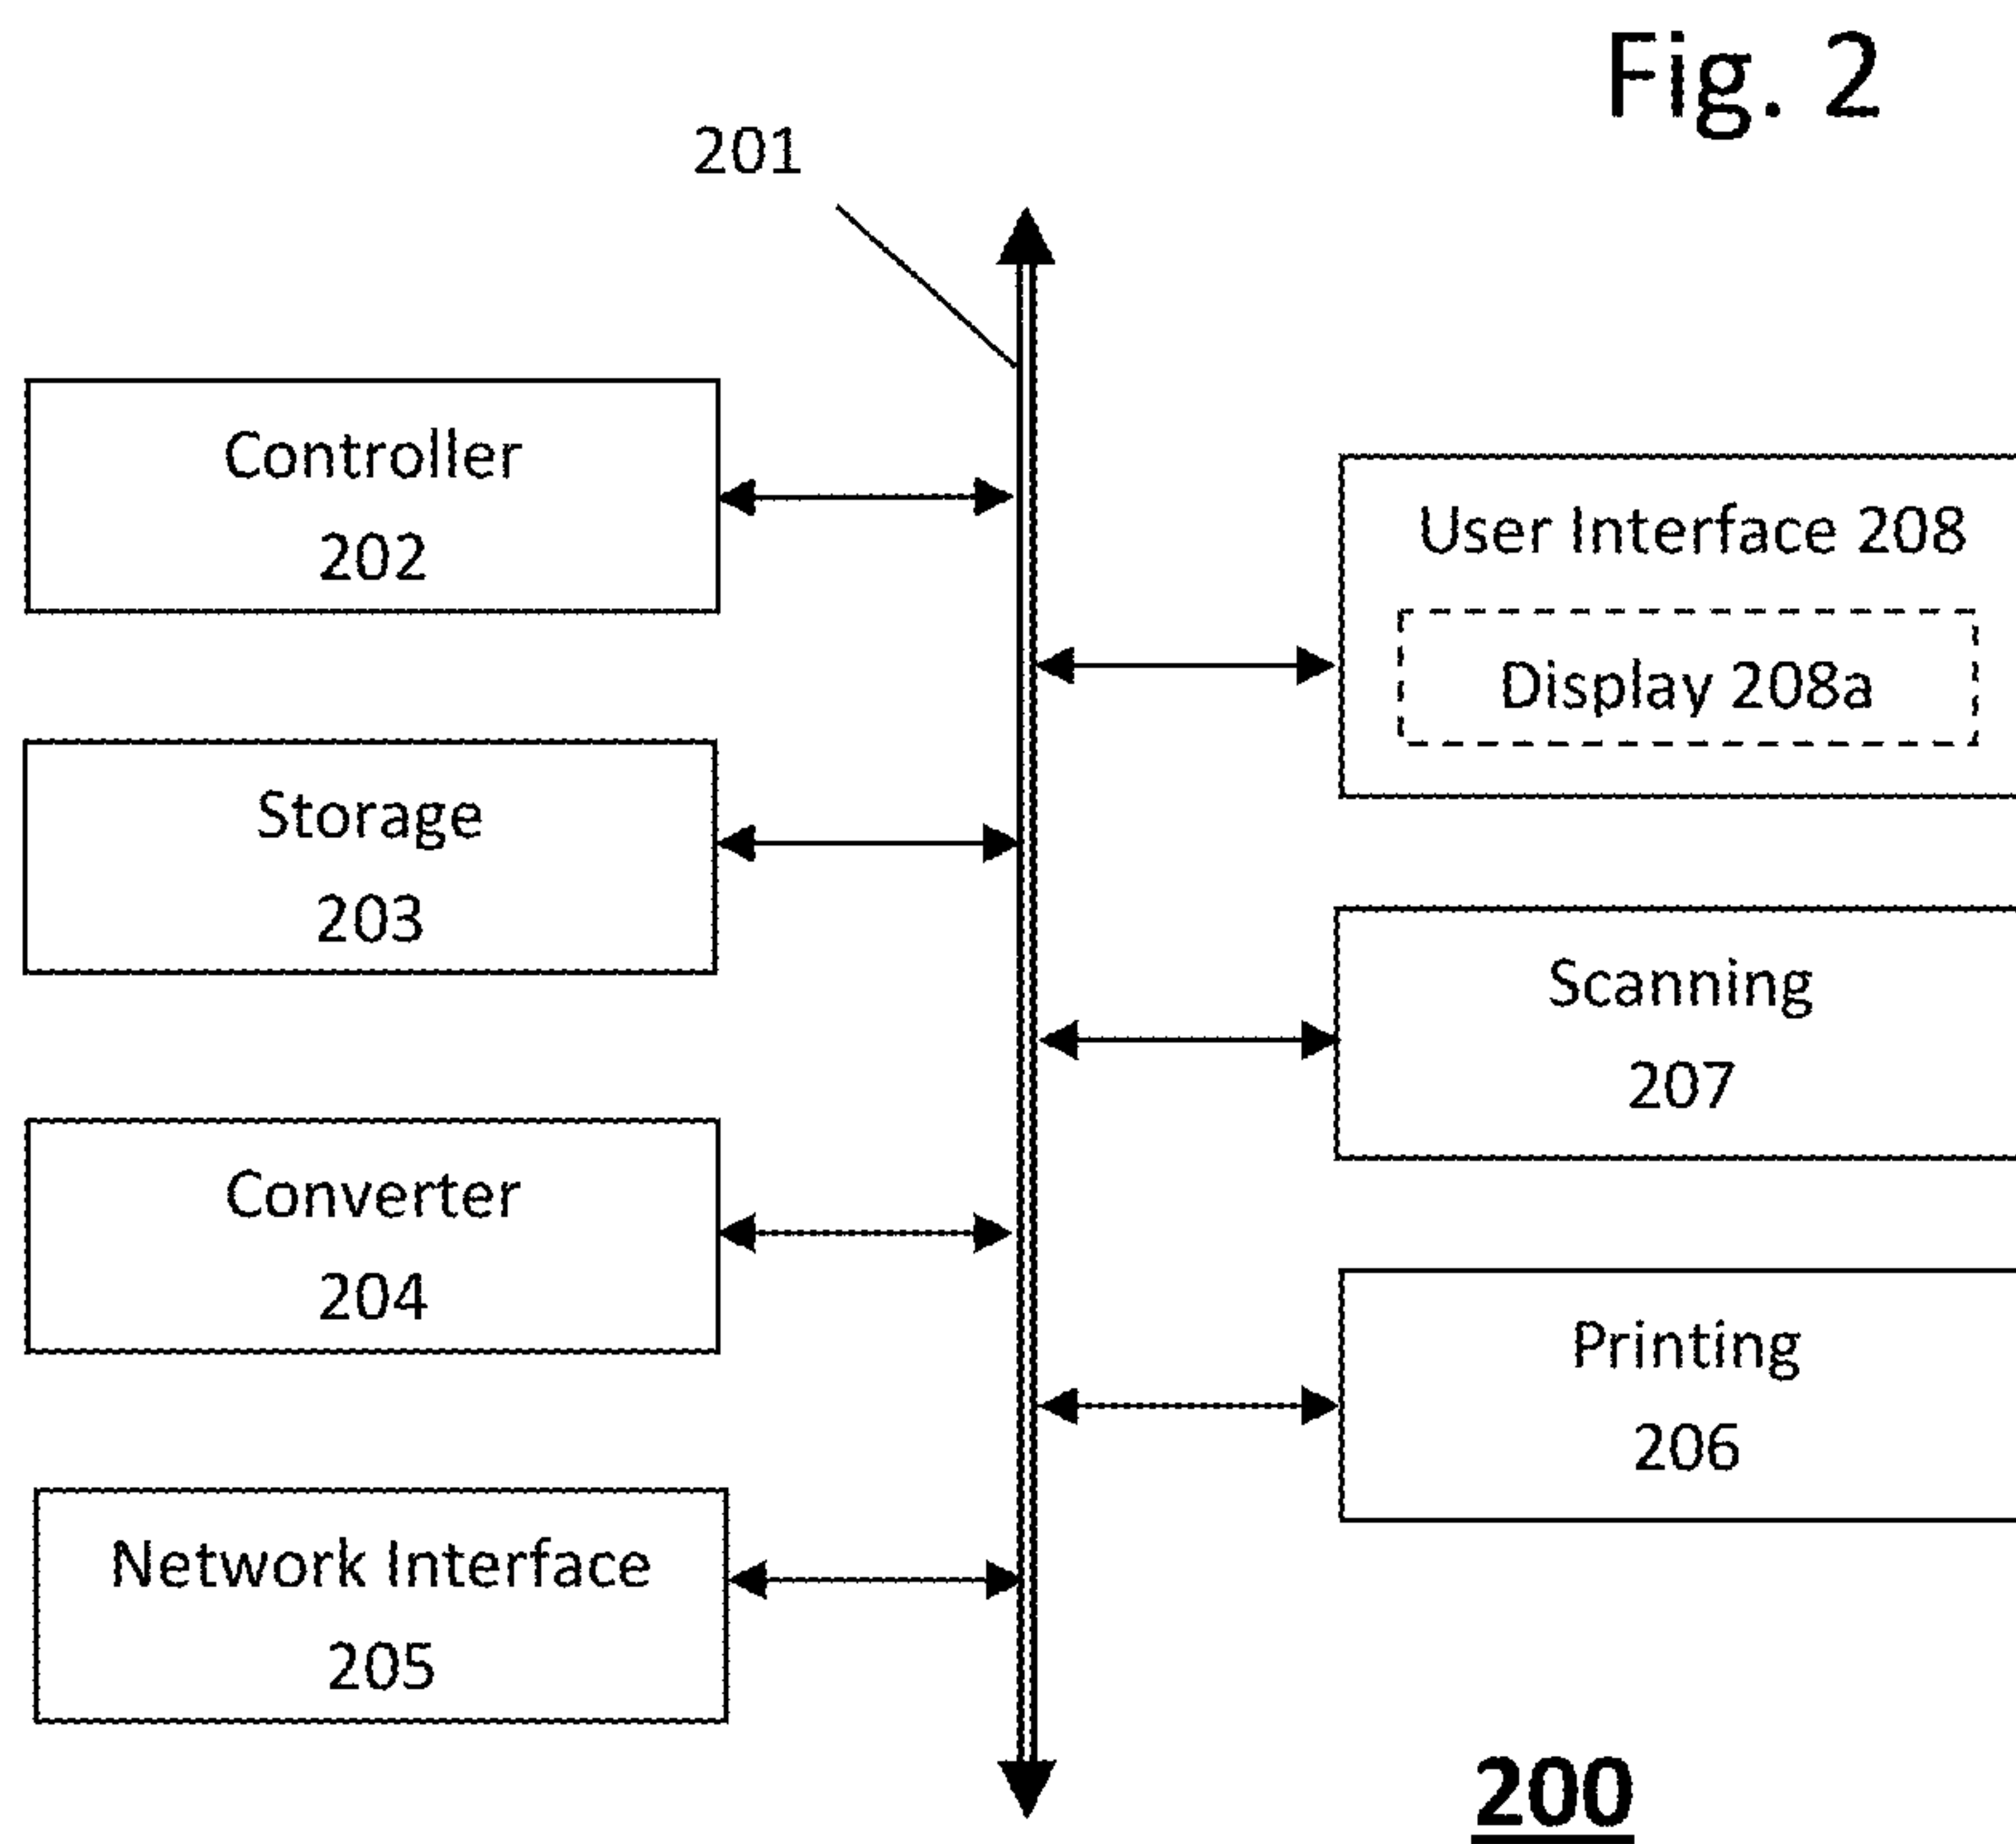 Fig. 2
201
Controller
202
User Interface 208
Display 208a
Storage
203
Scanning
207
Converter
204
Printing
206
Network Interface
205
200